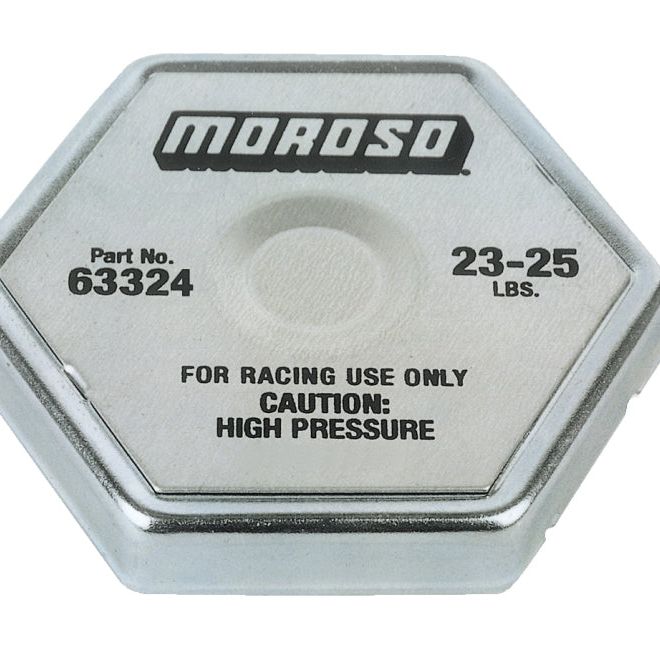 MOROSO
Part No.
63324
23-25
LBS.
FOR RACING USE ONLY
CAUTION:
HIGH PRESSURE